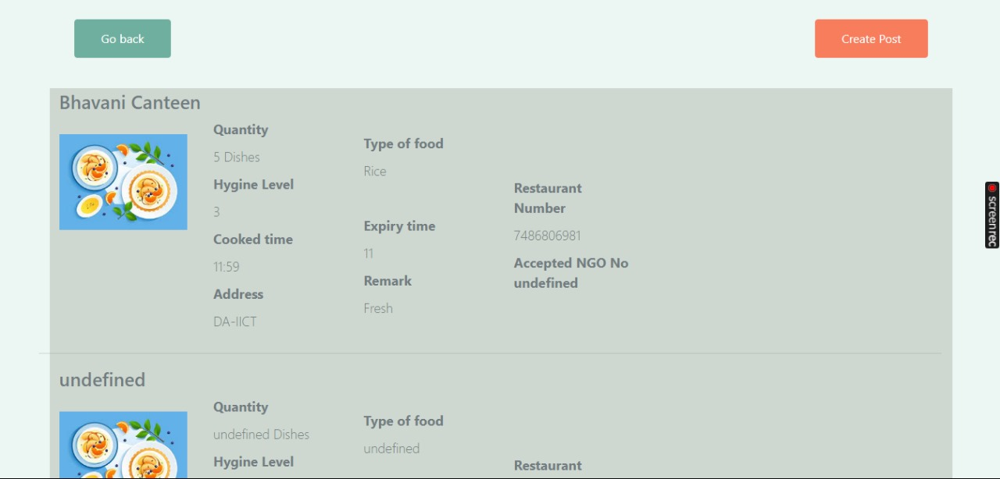 Go back
Create Post
Bhavani Canteen
Quantity
5 Dishes
Hygine Level
3
Cooked time
11:59
Address
DA-IICT
Type of food
Rice
Expiry time
11
Remark
Fresh
Restaurant
Number
7486806981
Accepted NGO No
undefined
undefined
Quantity
undefined Dishes
Hygine Level
Type of food
undefined
Restaurant
screenrec